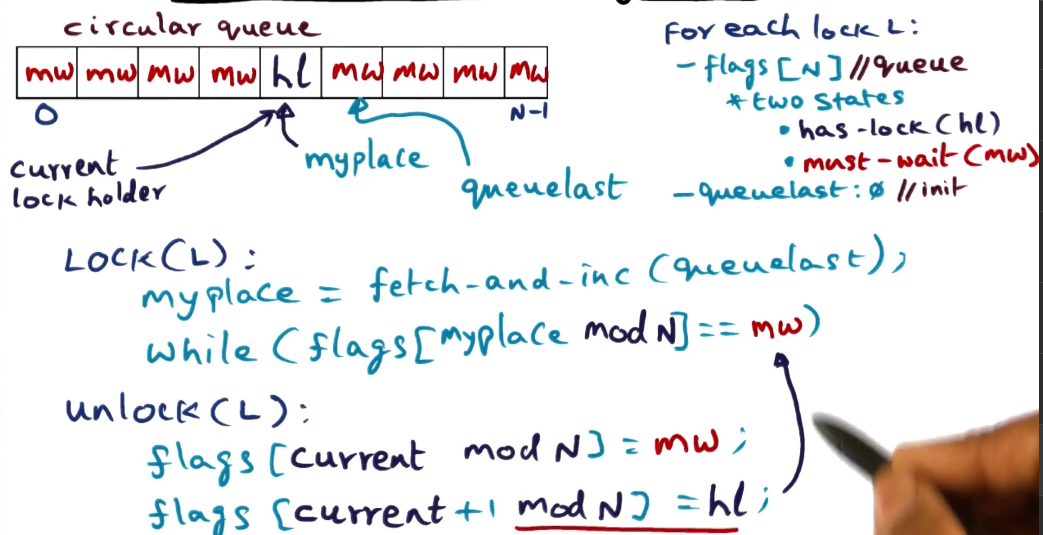 circular queue
mw mw mw mw hl mw mw mw mw
0 N-1
current
lock holder
myplace
queuelast
For each lock L:
- flags [N] //queue
* two states
• has-lock (hl)
• must-wait (mw)
- queuelast: ø //init
LOCK(L):
myplace = fetch-and-inc (queuelast);
while (flags[myplace mod N] == mw)
unlock(L):
flags [current mod N] = mw;
flags [current+1 mod N] = hl;